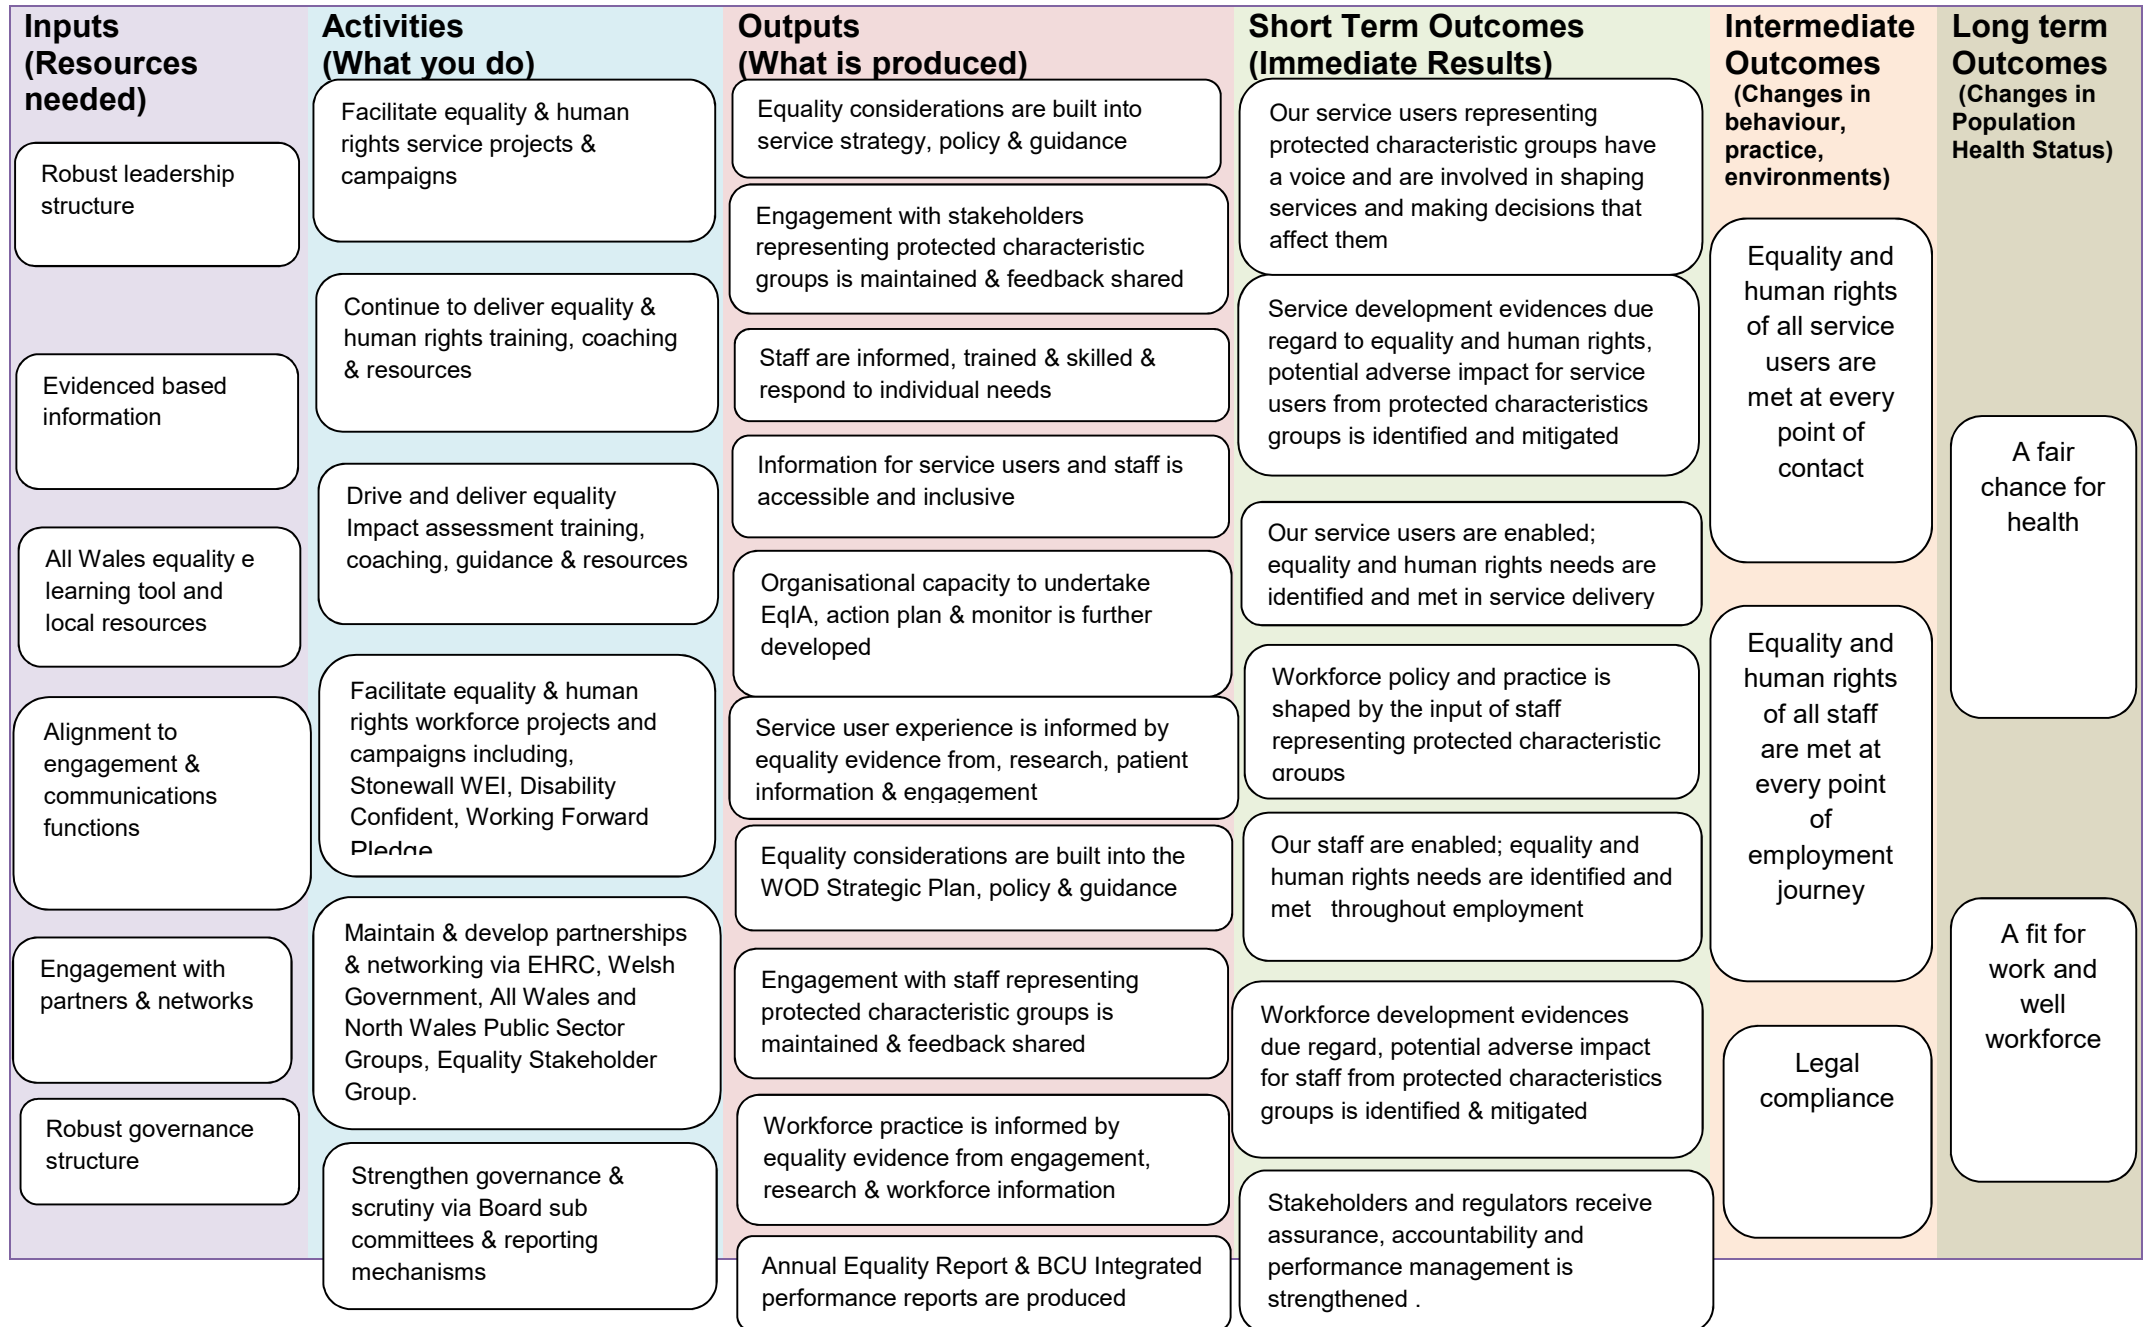 Inputs
(Resources
needed)
Robust leadership
structure
Evidenced based
information
All Wales equality e
learning tool and
local resources
Alignment to
engagement &
communications
functions
Engagement with
partners & networks
Robust governance
structure
Activities
(What you do)
Facilitate equality & human
rights service projects &
campaigns
Continue to deliver equality &
human rights training, coaching
& resources
Drive and deliver equality
Impact assessment training,
coaching, guidance & resources
Facilitate equality & human
rights workforce projects and
campaigns including,
Stonewall WEI, Disability
Confident, Working Forward
Pledge
Maintain & develop partnerships
& networking via EHRC, Welsh
Government, All Wales and
North Wales Public Sector
Groups, Equality Stakeholder
Group.
Strengthen governance &
scrutiny via Board sub
committees & reporting
mechanisms
Outputs
(What is produced)
Equality considerations are built into
service strategy, policy & guidance
Engagement with stakeholders
representing protected characteristic
groups is maintained & feedback shared
Staff are informed, trained & skilled &
respond to individual needs
Information for service users and staff is
accessible and inclusive
Organisational capacity to undertake
EqIA, action plan & monitor is further
developed
Service user experience is informed by
equality evidence from, research, patient
information & engagement
Equality considerations are built into the
WOD Strategic Plan, policy & guidance
Engagement with staff representing
protected characteristic groups is
maintained & feedback shared
Workforce practice is informed by
equality evidence from engagement,
research & workforce information
Annual Equality Report & BCU Integrated
performance reports are produced
Short Term Outcomes
(Immediate Results)
Our service users representing
protected characteristic groups have
a voice and are involved in shaping
services and making decisions that
affect them
Service development evidences due
regard to equality and human rights,
potential adverse impact for service
users from protected characteristics
groups is identified and mitigated
Our service users are enabled;
equality and human rights needs are
identified and met in service delivery
Workforce policy and practice is
shaped by the input of staff
representing protected characteristic
groups
Our staff are enabled; equality and
human rights needs are identified and
met throughout employment
Workforce development evidences
due regard, potential adverse impact
for staff from protected characteristics
groups is identified & mitigated
Stakeholders and regulators receive
assurance, accountability and
performance management is
strengthened .
Intermediate
Outcomes
(Changes in
behaviour,
practice,
environments)
Equality and
human rights
of all service
users are
met at every
point of
contact
Equality and
human rights
of all staff
are met at
every point
of
employment
journey
Legal
compliance
Long term
Outcomes
(Changes in
Population
Health Status)
A fair
chance for
health
A fit for
work and
well
workforce